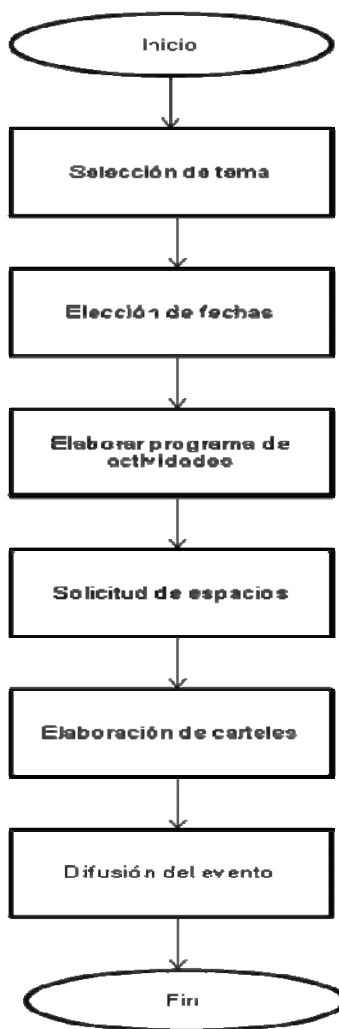 Inicio
Selección de tema
Elección de fechas
Elaborar programa de
actividades
Solicitud de espacios
Elaboración de carteles
Difusión del evento
Fin